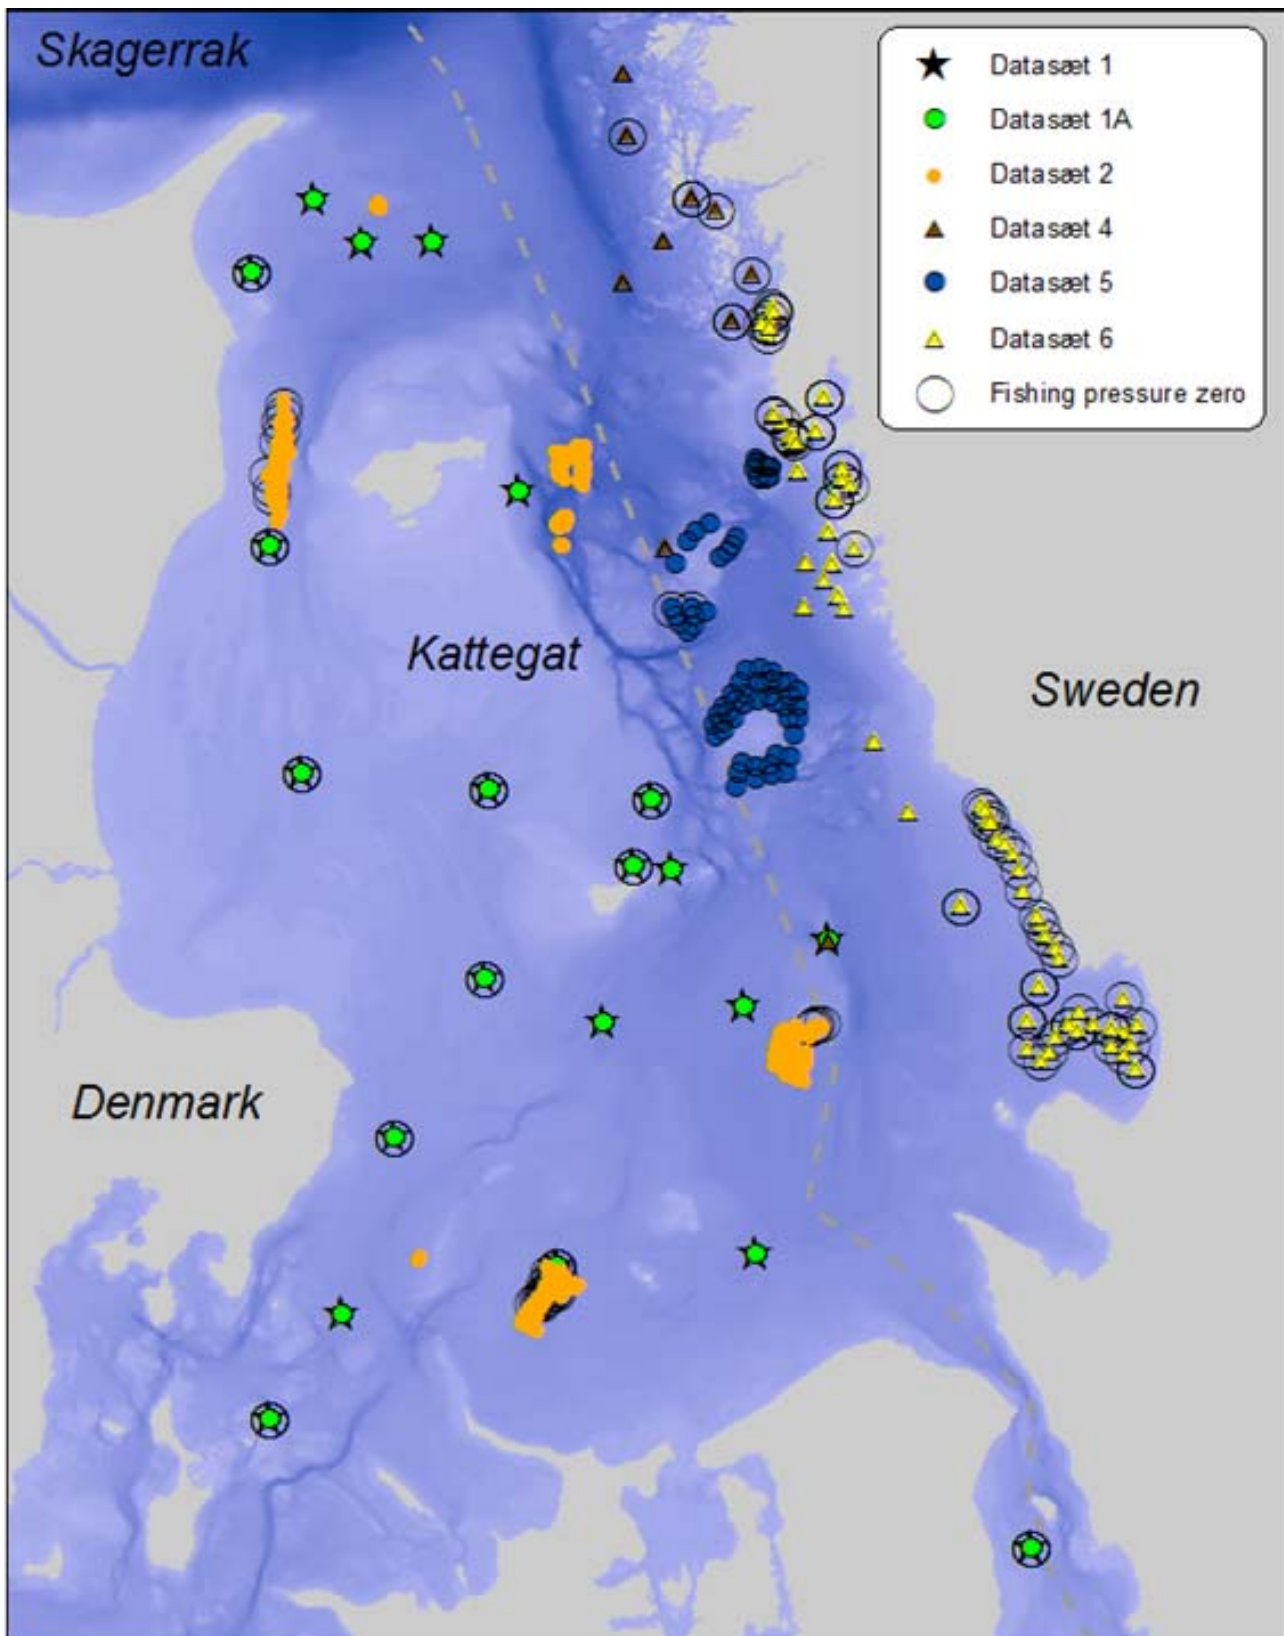 Skagerrak
Datasæt 1
Datasæt 1A
Datasæt 2
Datasæt 4
Datasæt 5
Datasæt 6
Fishing pressure zero
Kattegat
Sweden
Denmark